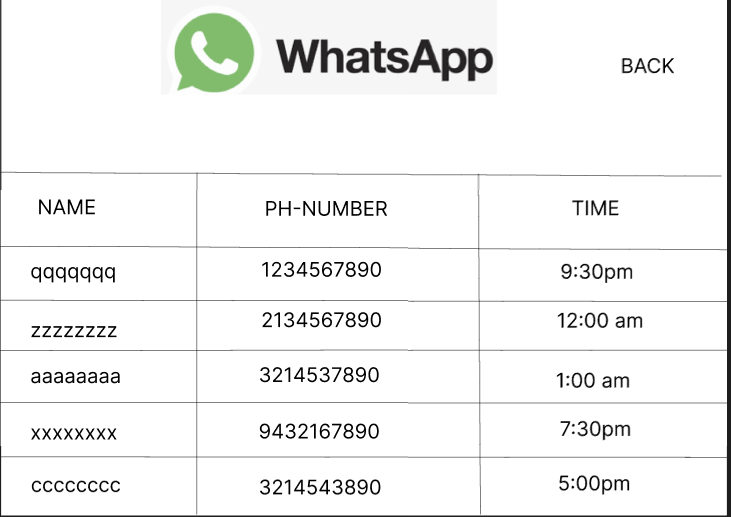 WhatsApp
BACK
NAME PH-NUMBER TIME
qqqqqqq 1234567890 9:30pm
zzzzzzzz 2134567890 12:00 am
aaaaaaaa 3214537890 1:00 am
xxxxxxxx 9432167890 7:30pm
cccccccc 3214543890 5:00pm